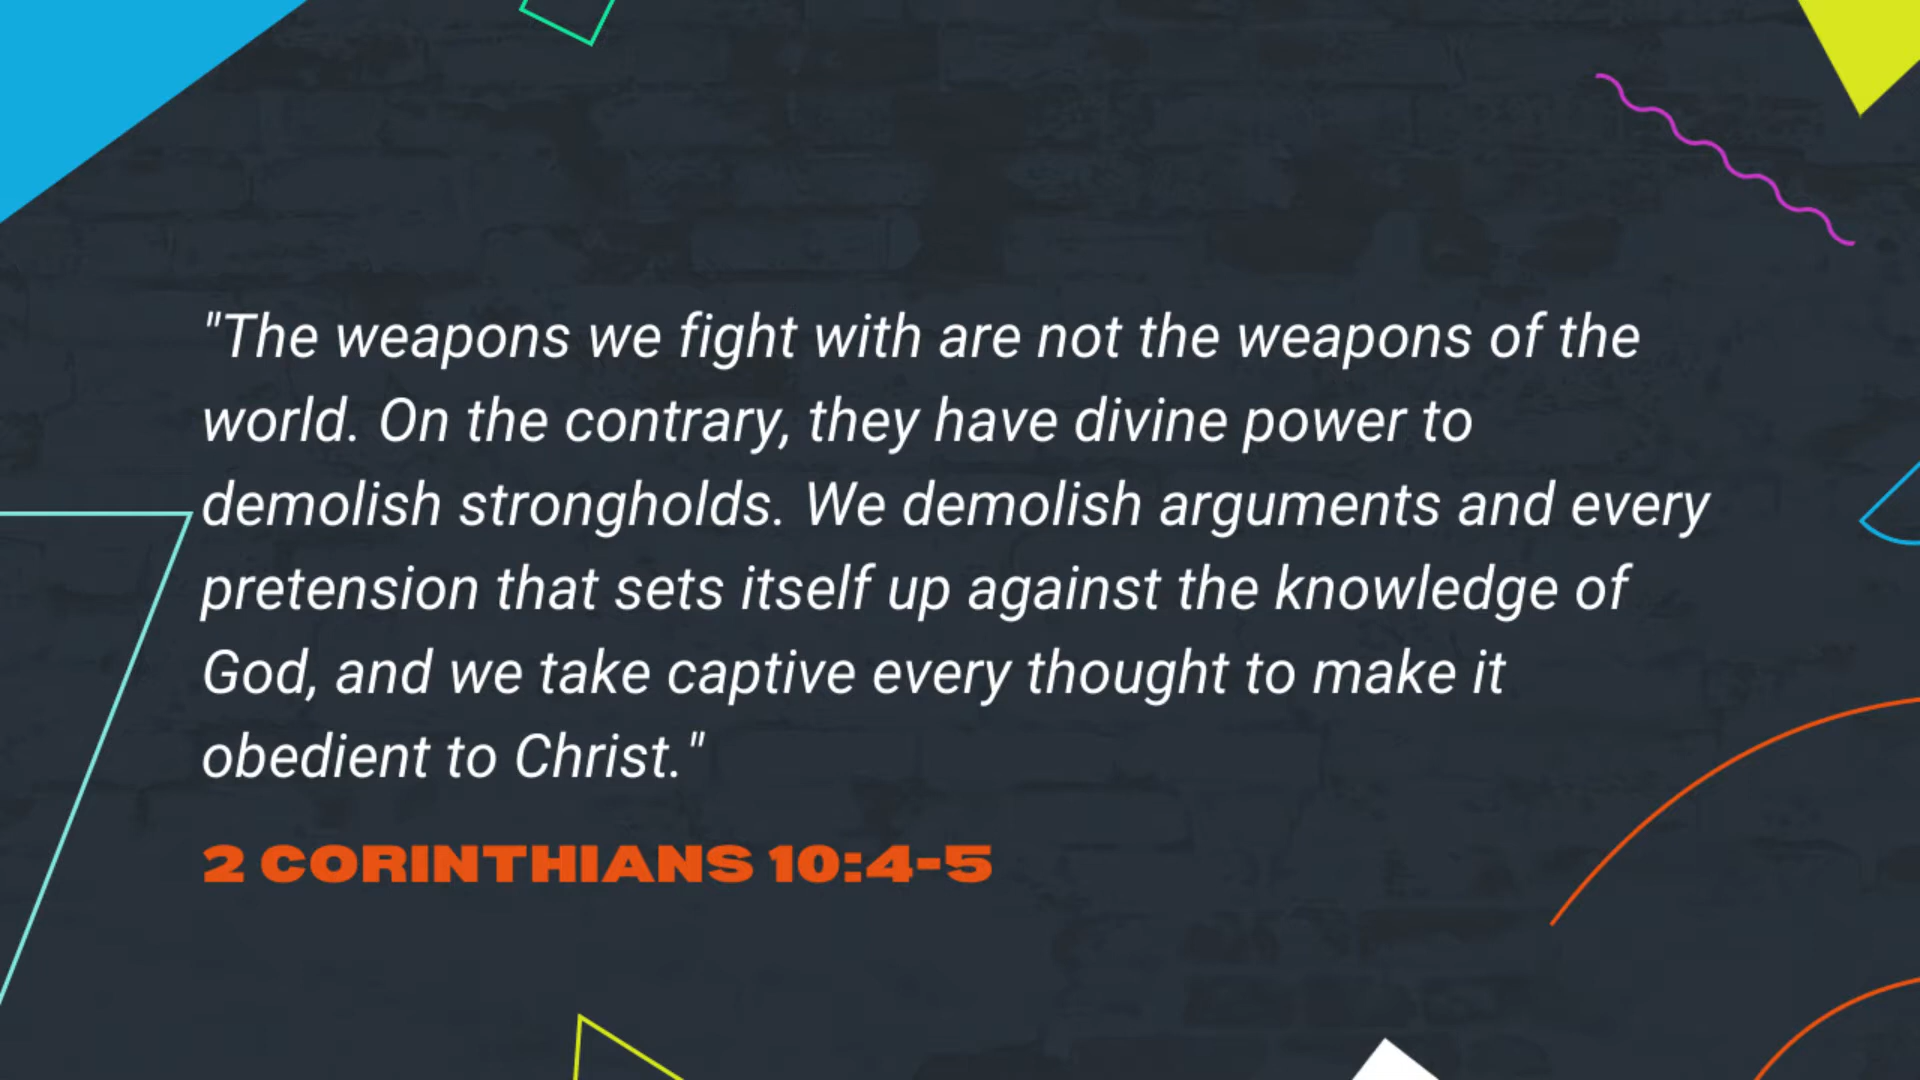 "The weapons we fight with are not the weapons of the
world. On the contrary, they have divine power to
demolish strongholds. We demolish arguments and every
pretension that sets itself up against the knowledge of
God, and we take captive every thought to make it
obedient to Christ."
2 CORINTHIANS 10:4-5